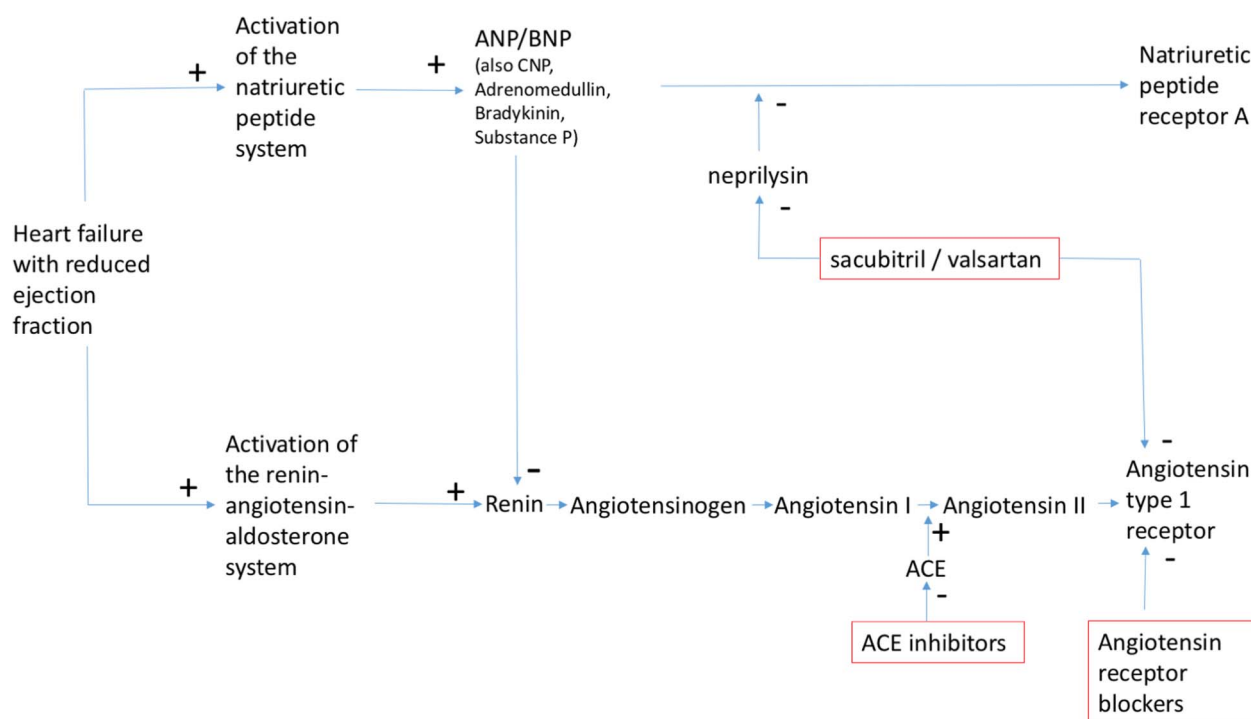 Activation
of the
natriuretic
peptide
system
+
+
ANP/BNP
(also CNP,
Adrenomedullin,
Bradykinin,
Substance P)
Natriuretic
peptide
receptor A
-
neprilysin
-
sacubitril / valsartan
Heart failure
with reduced
ejection
fraction
+
Activation of
the renin-
angiotensin-
aldosterone
system
+
-
Renin
Angiotensinogen
Angiotensin I
Angiotensin II
-
Angiotensin
type 1
receptor
+
ACE
-
ACE inhibitors
-
Angiotensin
receptor
blockers